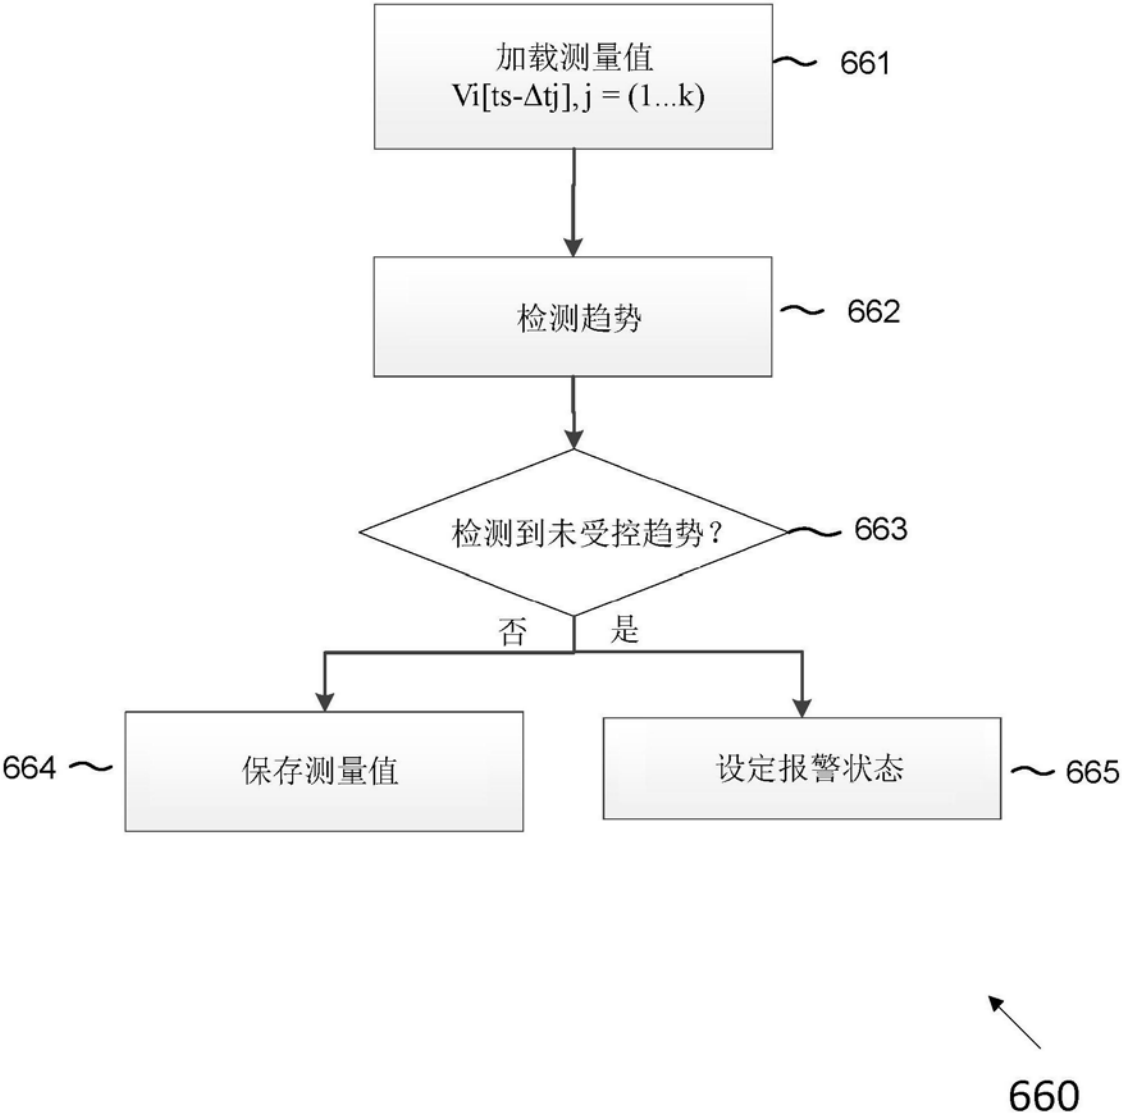 加载测量值
Vi[ts-Δtj], j = (1...k)
661
检测趋势
662
检测到未受控趋势？
663
否
是
664
保存测量值
设定报警状态
665
660